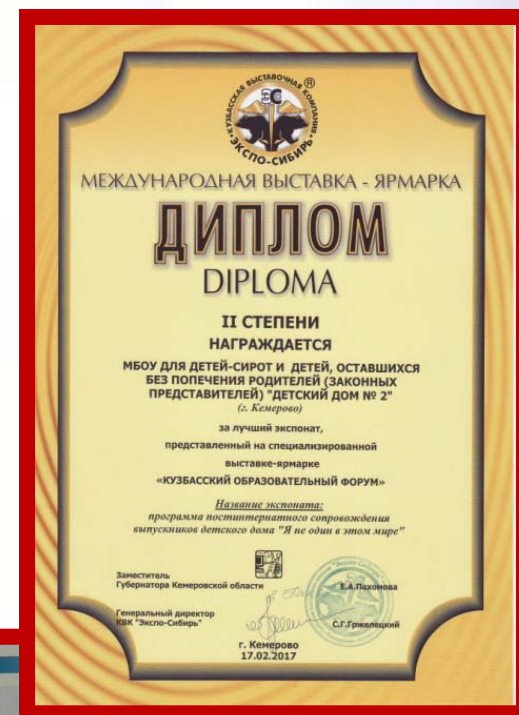 КУЗБАССКАЯ ВЫСТАВОЧНАЯ КОМПАНИЯ ®
ЭКСПО-СИБИРЬ
МЕЖДУНАРОДНАЯ ВЫСТАВКА - ЯРМАРКА
ДИПЛОМ
DIPLOMA
II СТЕПЕНИ
НАГРАЖДАЕТСЯ
МБОУ ДЛЯ ДЕТЕЙ-СИРОТ И ДЕТЕЙ, ОСТАВШИХСЯ
БЕЗ ПОПЕЧЕНИЯ РОДИТЕЛЕЙ (ЗАКОННЫХ
ПРЕДСТАВИТЕЛЕЙ) "ДЕТСКИЙ ДОМ № 2"
(г. Кемерово)
за лучший экспонат,
представленный на специализированной
выставке-ярмарке
«КУЗБАССКИЙ ОБРАЗОВАТЕЛЬНЫЙ ФОРУМ»
Название экспоната:
программа постинтернатного сопровождения
выпускников детского дома "Я не один в этом мире"
Заместитель
Губернатора Кемеровской области Е.А.Пахомова
Генеральный директор
КВК "Экспо-Сибирь" С.Г.Гржелецкий
г. Кемерово
17.02.2017